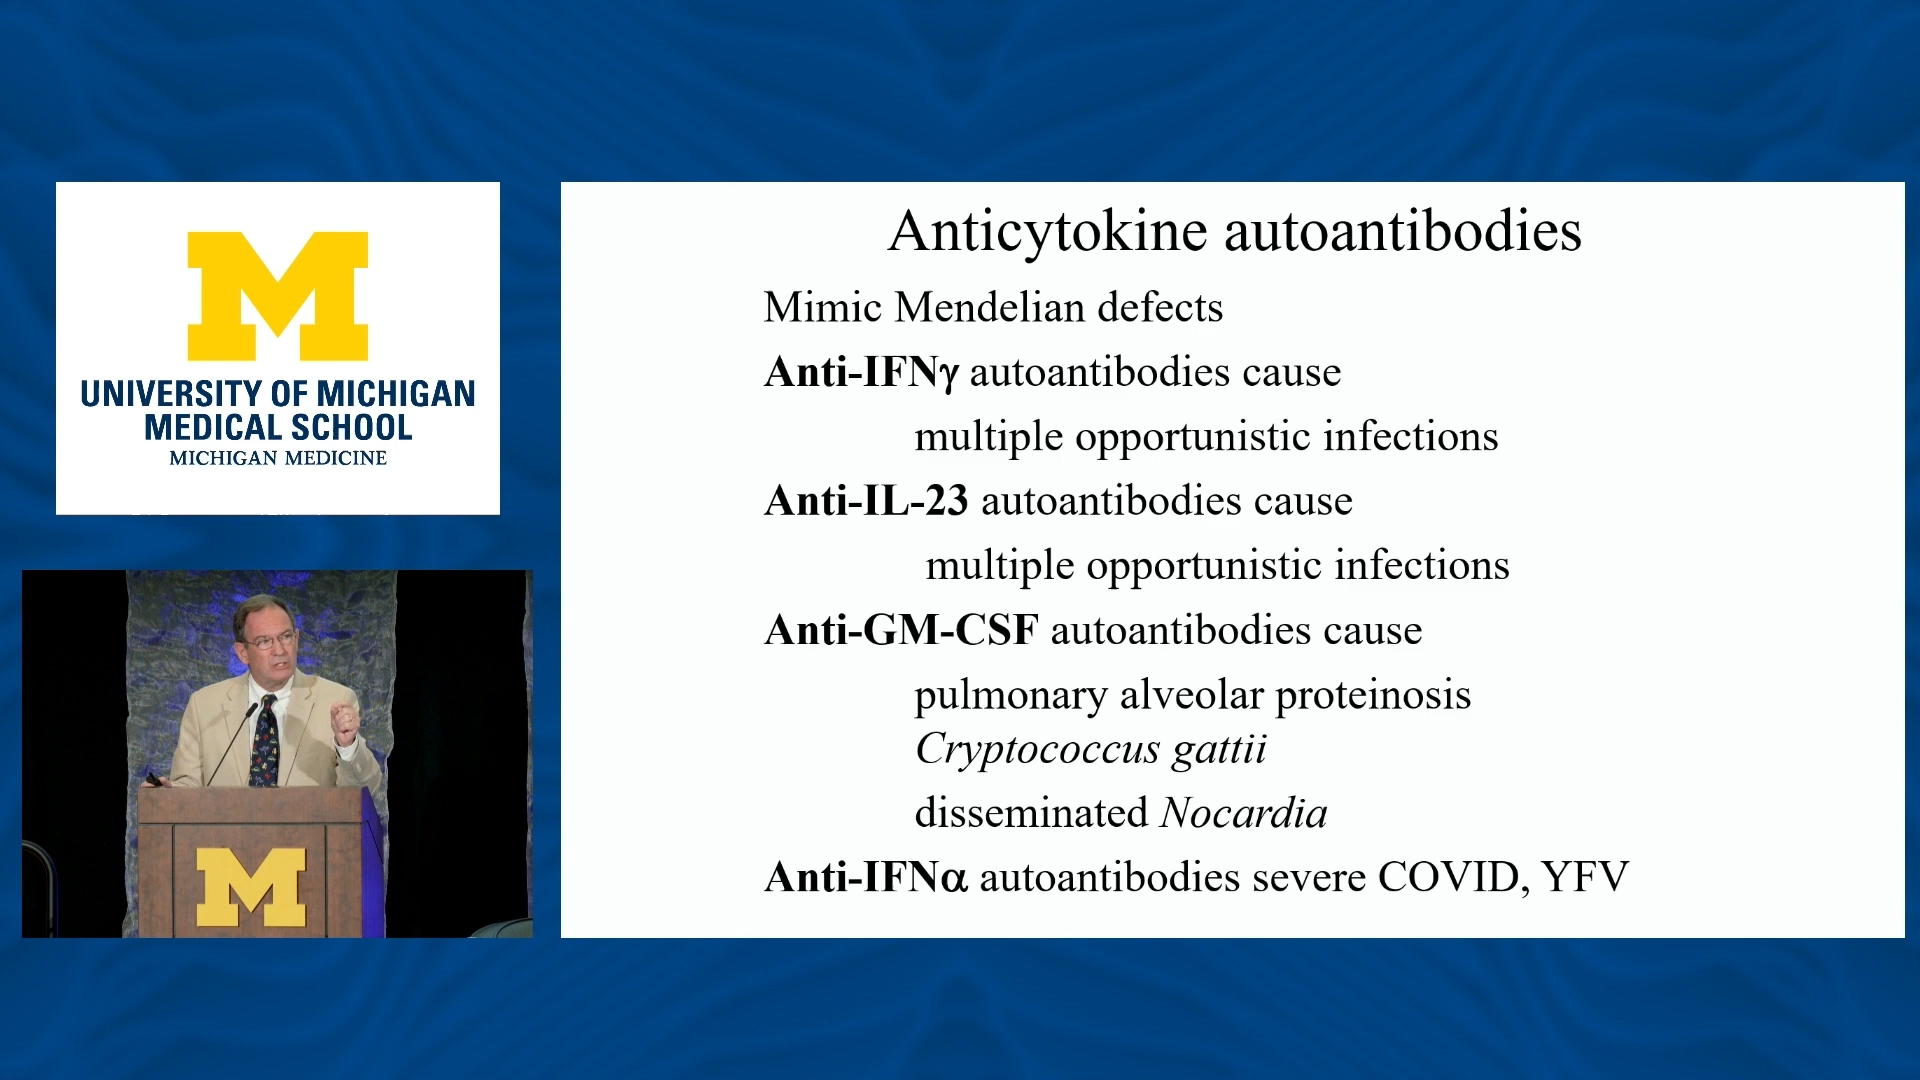 M
UNIVERSITY OF MICHIGAN
MEDICAL SCHOOL
MICHIGAN MEDICINE
M
Anticytokine autoantibodies
Mimic Mendelian defects
Anti-IFNγ autoantibodies cause
multiple opportunistic infections
Anti-IL-23 autoantibodies cause
multiple opportunistic infections
Anti-GM-CSF autoantibodies cause
pulmonary alveolar proteinosis
Cryptococcus gattii
disseminated Nocardia
Anti-IFNα autoantibodies severe COVID, YFV